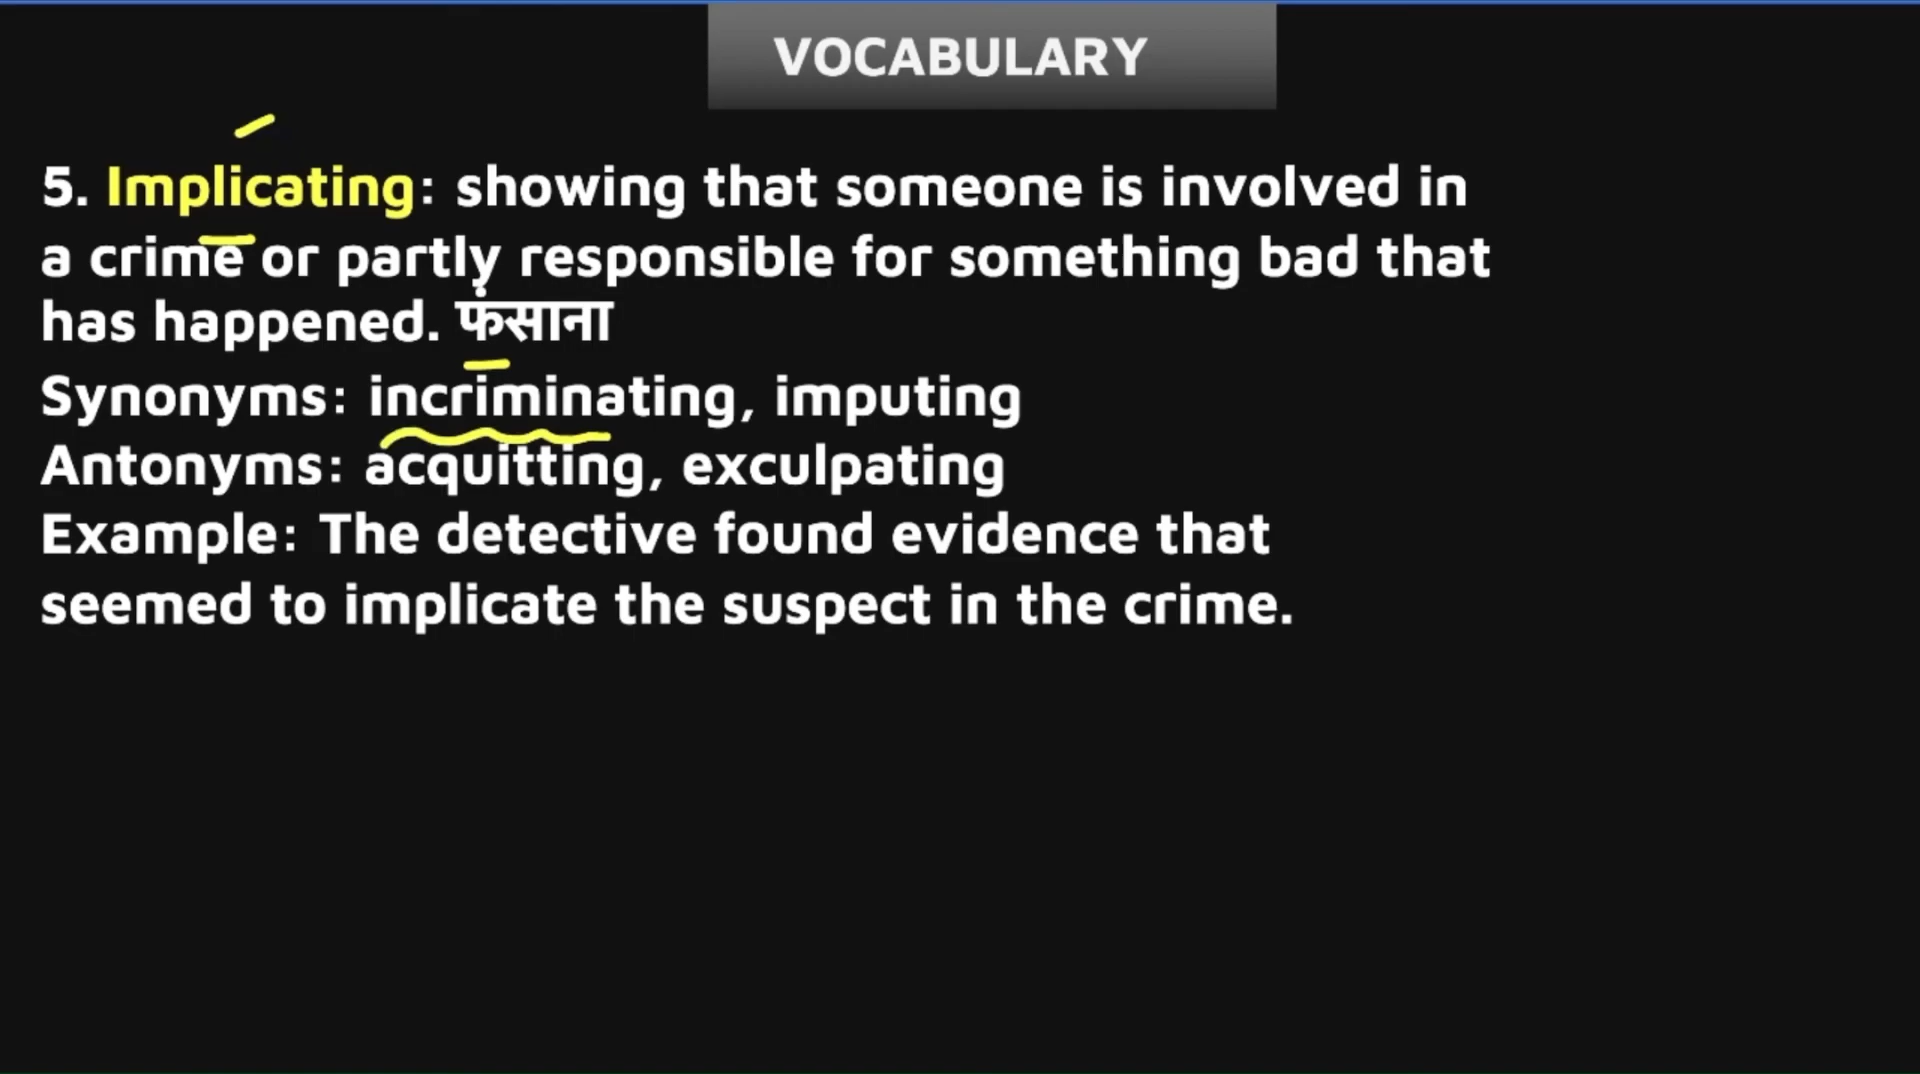 VOCABULARY
5. Implicating: showing that someone is involved in
a crime or partly responsible for something bad that
has happened. फंसाना
Synonyms: incriminating, imputing
Antonyms: acquitting, exculpating
Example: The detective found evidence that
seemed to implicate the suspect in the crime.